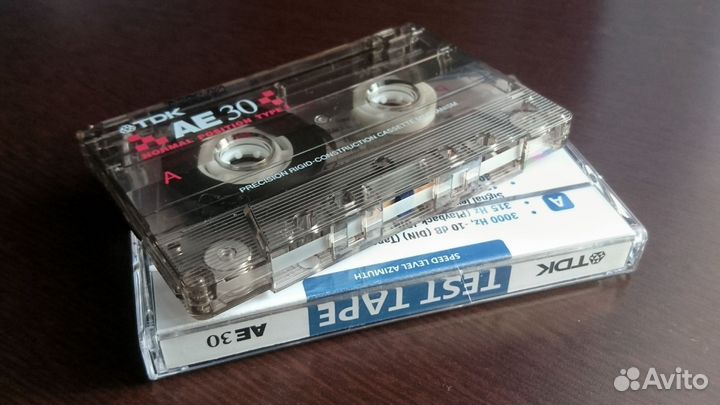 TDK
AE 30
NORMAL POSITION TYPE I
A
PRECISION RIGID-CONSTRUCTION CASSETTE MECHANISM
A
315 Hz (Playback
3000 Hz, -10 dB (DIN)
SPEED LEVEL AZIMUTH
TEST TAPE
TDK
AE 30
Avito